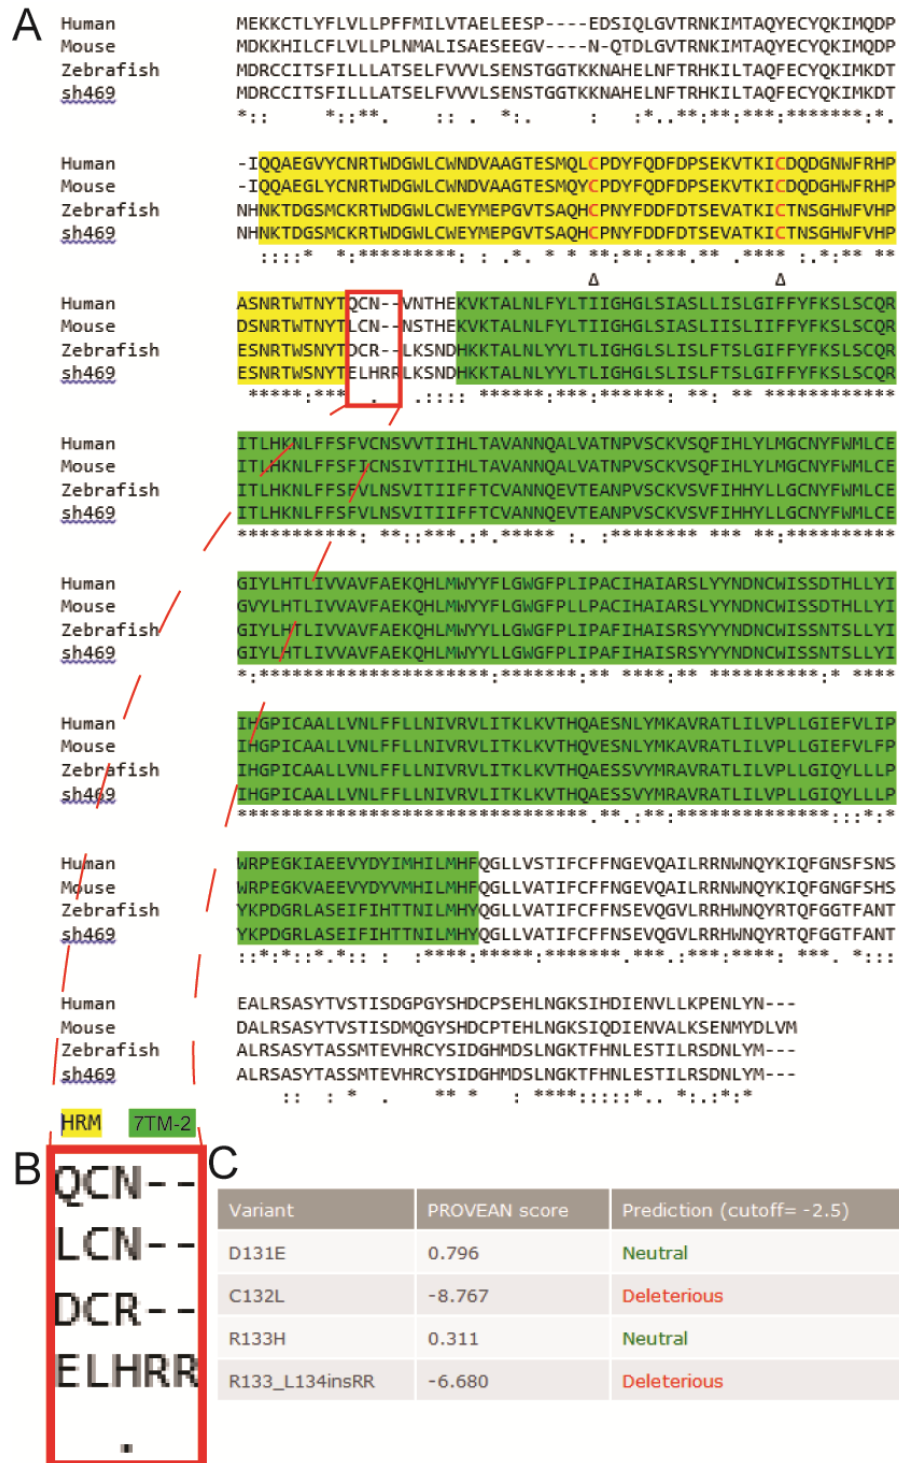 A
Human MEKKCTLYFLVLLPFFMILVTAELEESP----EDSIQLGVTRNKIMTAQYECYQKIMQDP
Mouse MDKKHILCFLVLLPLNMALISAESEEGV----N-QTDLGVTRNKIMTAQYECYQKIMQDP
Zebrafish MDRCCITSFILLLATSELFVVVLSENSTGGTKKNAHELNFTRHKILTAQFECYQKIMKDT
sh469 MDRCCITSFILLLATSELFVVVLSENSTGGTKKNAHELNFTRHKILTAQFECYQKIMKDT
*:: *:**. :: . *:. : :*..**:**:***:*******:*.
Human -IQQAEGVYCNRTWDGWLCWNDVAAGTESMQLCPDYFQDFDPSEKVTKICDQDGNWFRHP
Mouse -IQQAEGLYCNRTWDGWLCWNDVAAGTESMQYCPDYFQDFDPSEKVTKICDQDGHWFRHP
Zebrafish NHNKTDGSMCKRTWDGWLCWEYMEPGVTSAQHCPNYFDDFDTSEVATKICTNSGHWFVHP
sh469 NHNKTDGSMCKRTWDGWLCWEYMEPGVTSAQHCPNYFDDFDTSEVATKICTNSGHWFVHP
::::* *:*********: : .*. * **:**:***.** .**** :.*:** **
Δ Δ
Human ASNRTWTNYTQCN--VNTHEKVKTALNLFYLTIIGHGLSIASLLISLGIFFYFKSLSCQR
Mouse DSNRTWTNYTLCN--NSTHEKVKTALNLFYLTIIGHGLSIASLLISLGIFFYFKSLSCQR
Zebrafish ESNRTWSNYTDCR--LKSNDHKKTALNLYYLTLIGHGLSLISLFTSLGIFFYFKSLSCQR
sh469 ESNRTWSNYTELHRRLKSNDHKKTALNLYYLTLIGHGLSLISLFTSLGIFFYFKSLSCQR
*****:*** . .:::: ******:***:******: **: ***************
Human ITLHKNLFFSFVCNSVVTIIHLTAVANNQALVATNPVSCKVSQFIHLYLMGCNYFWMLCE
Mouse ITLHKNLFFSFICNSIVTIIHLTAVANNQALVATNPVSCKVSQFIHLYLMGCNYFWMLCE
Zebrafish ITLHKNLFFSFVLNSVITIIFFTCVANNQEVTEANPVSCKVSVFIHHYLLGCNYFWMLCE
sh469 ITLHKNLFFSFVLNSVITIIFFTCVANNQEVTEANPVSCKVSVFIHHYLLGCNYFWMLCE
***********: **::***.:*.***** :. :******** *** **:**********
Human GIYLHTLIVVAVFAEKQHLMWYYFLGWGFPLIPACIHAIARSLYYNDNCWISSDTHLLYI
Mouse GVYLHTLIVVAVFAEKQHLMWYYFLGWGFPLLPACIHAIARSLYYNDNCWISSDTHLLYI
Zebrafish GIYLHTLIVVAVFAEKQHLMWYYLLGWGFPLIPAFIHAISRSYYYNDNCWISSNTSLLYI
sh469 GIYLHTLIVVAVFAEKQHLMWYYLLGWGFPLIPAFIHAISRSYYYNDNCWISSNTSLLYI
*:*********************:*******:** ****:** **********:* ****
Human IHGPICAALLVNLFFLLNIVRVLITKLKVTHQAESNLYMKAVRATLILVPLLGIEFVLIP
Mouse IHGPICAALLVNLFFLLNIVRVLITKLKVTHQVESNLYMKAVRATLILVPLLGIEFVLFP
Zebrafish IHGPICAALLVNLFFLLNIVRVLITKLKVTHQAESSVYMRAVRATLILVPLLGIQYLLLP
sh469 IHGPICAALLVNLFFLLNIVRVLITKLKVTHQAESSVYMRAVRATLILVPLLGIQYLLLP
********************************.**.:**:**************:::*:*
Human WRPEGKIAEEVYDYIMHILMHFQGLLVSTIFCFFNGEVQAILRRNWNQYKIQFGNSFSNS
Mouse WRPEGKVAEEVYDYVMHILMHFQGLLVATIFCFFNGEVQAILRRNWNQYKIQFGNGFSHS
Zebrafish YKPDGRLASEIFIHTTNILMHYQGLLVATIFCFFNSEVQGVLRRHWNQYRTQFGGTFANT
sh469 YKPDGRLASEIFIHTTNILMHYQGLLVATIFCFFNSEVQGVLRRHWNQYRTQFGGTFANT
::*:*::*.*:: : :****:*****:*******.***.:***:****: ***. *:::
Human EALRSASYTVSTISDGPGYSHDCPSEHLNGKSIHDIENVLLKPENLYN---
Mouse DALRSASYTVSTISDMQGYSHDCPTEHLNGKSIQDIENVALKSENMYDLVM
Zebrafish ALRSASYTASSMTEVHRCYSIDGHMDSLNGKTFHNLESTILRSDNLYM---
sh469 ALRSASYTASSMTEVHRCYSIDGHMDSLNGKTFHNLESTILRSDNLYM---
:: : * . ** * : ****:::::*.. *:.:*:*
HRM 7TM-2
B
QCN--
LCN--
DCR--
ELHRR
.
C
Variant PROVEAN score Prediction (cutoff= -2.5)
D131E 0.796 Neutral
C132L -8.767 Deleterious
R133H 0.311 Neutral
R133_L134insRR -6.680 Deleterious